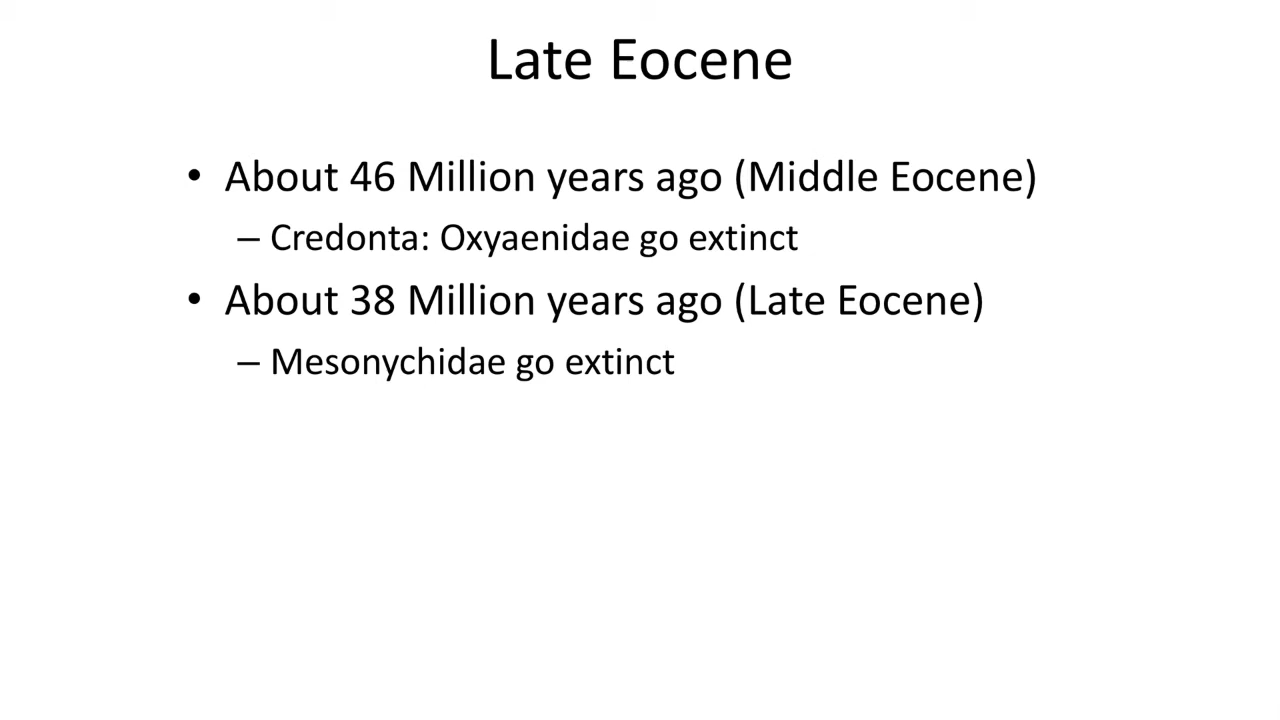 Late Eocene
• About 46 Million years ago (Middle Eocene)
– Credonta: Oxyaenidae go extinct
• About 38 Million years ago (Late Eocene)
– Mesonychidae go extinct